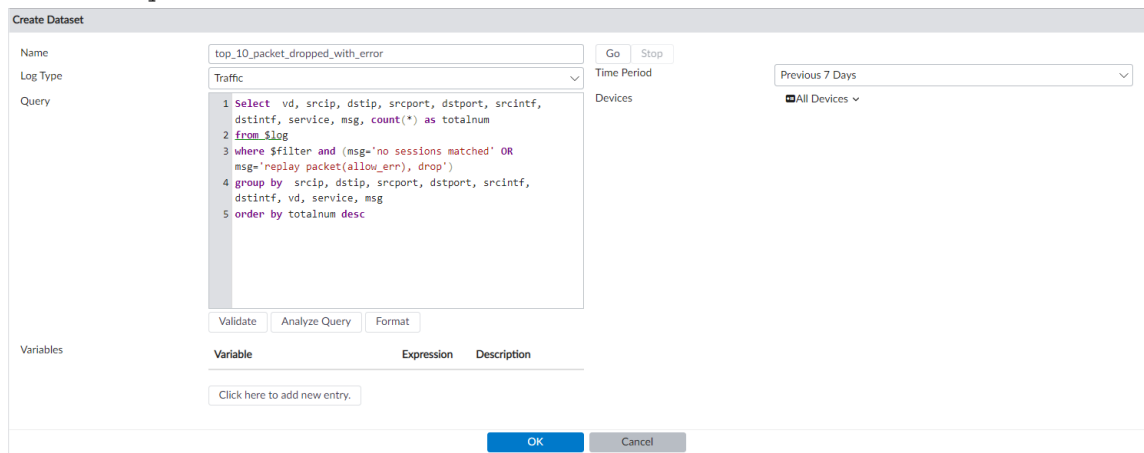 Create Dataset
Name
top_10_packet_dropped_with_error
Go
Stop
Log Type
Traffic
Time Period
Previous 7 Days
Query
Devices
All Devices
1 Select  vd, srcip, dstip, srcport, dstport, srcintf,
dstintf, service, msg, count(*) as totalnum
2 from $log
3 where $filter and (msg='no sessions matched' OR
msg='replay packet(allow_err), drop')
4 group by  srcip, dstip, srcport, dstport, srcintf,
dstintf, vd, service, msg
5 order by totalnum desc
Validate
Analyze Query
Format
Variables
Variable
Expression
Description
Click here to add new entry.
OK
Cancel